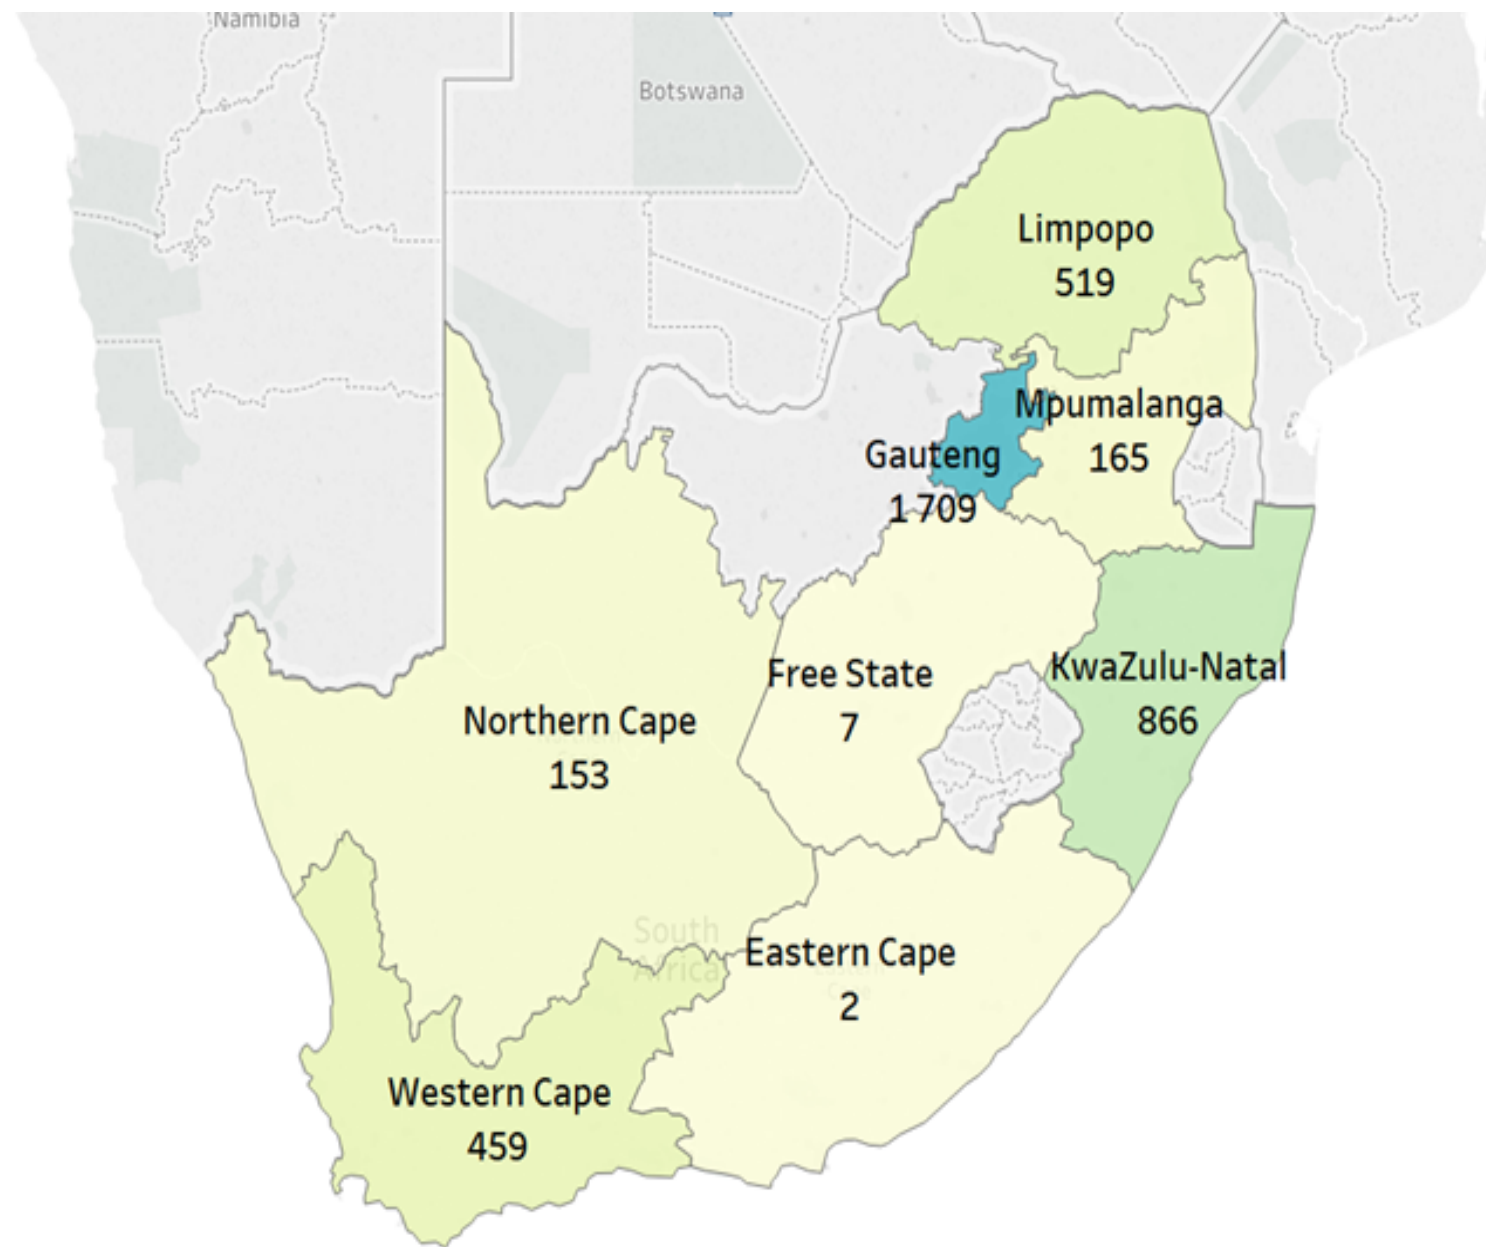 Namibia
Botswana
Limpopo
519
Mpumalanga
165
Gauteng
1 709
KwaZulu-Natal
866
Free State
7
Northern Cape
153
South
Africa
Eastern Cape
2
Western Cape
459